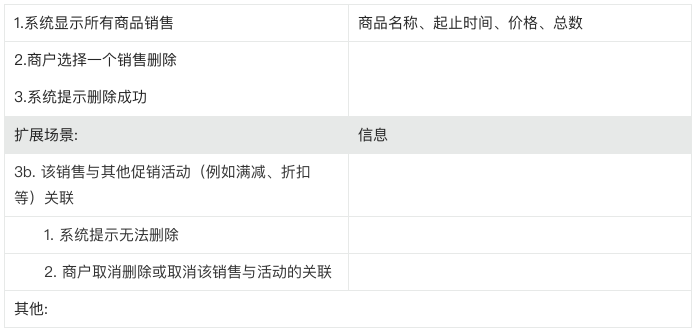 1.系统显示所有商品销售 商品名称、起止时间、价格、总数
2.商户选择一个销售删除
3.系统提示删除成功
扩展场景: 信息
3b. 该销售与其他促销活动（例如满减、折扣
等）关联
1. 系统提示无法删除
2. 商户取消删除或取消该销售与活动的关联
其他: